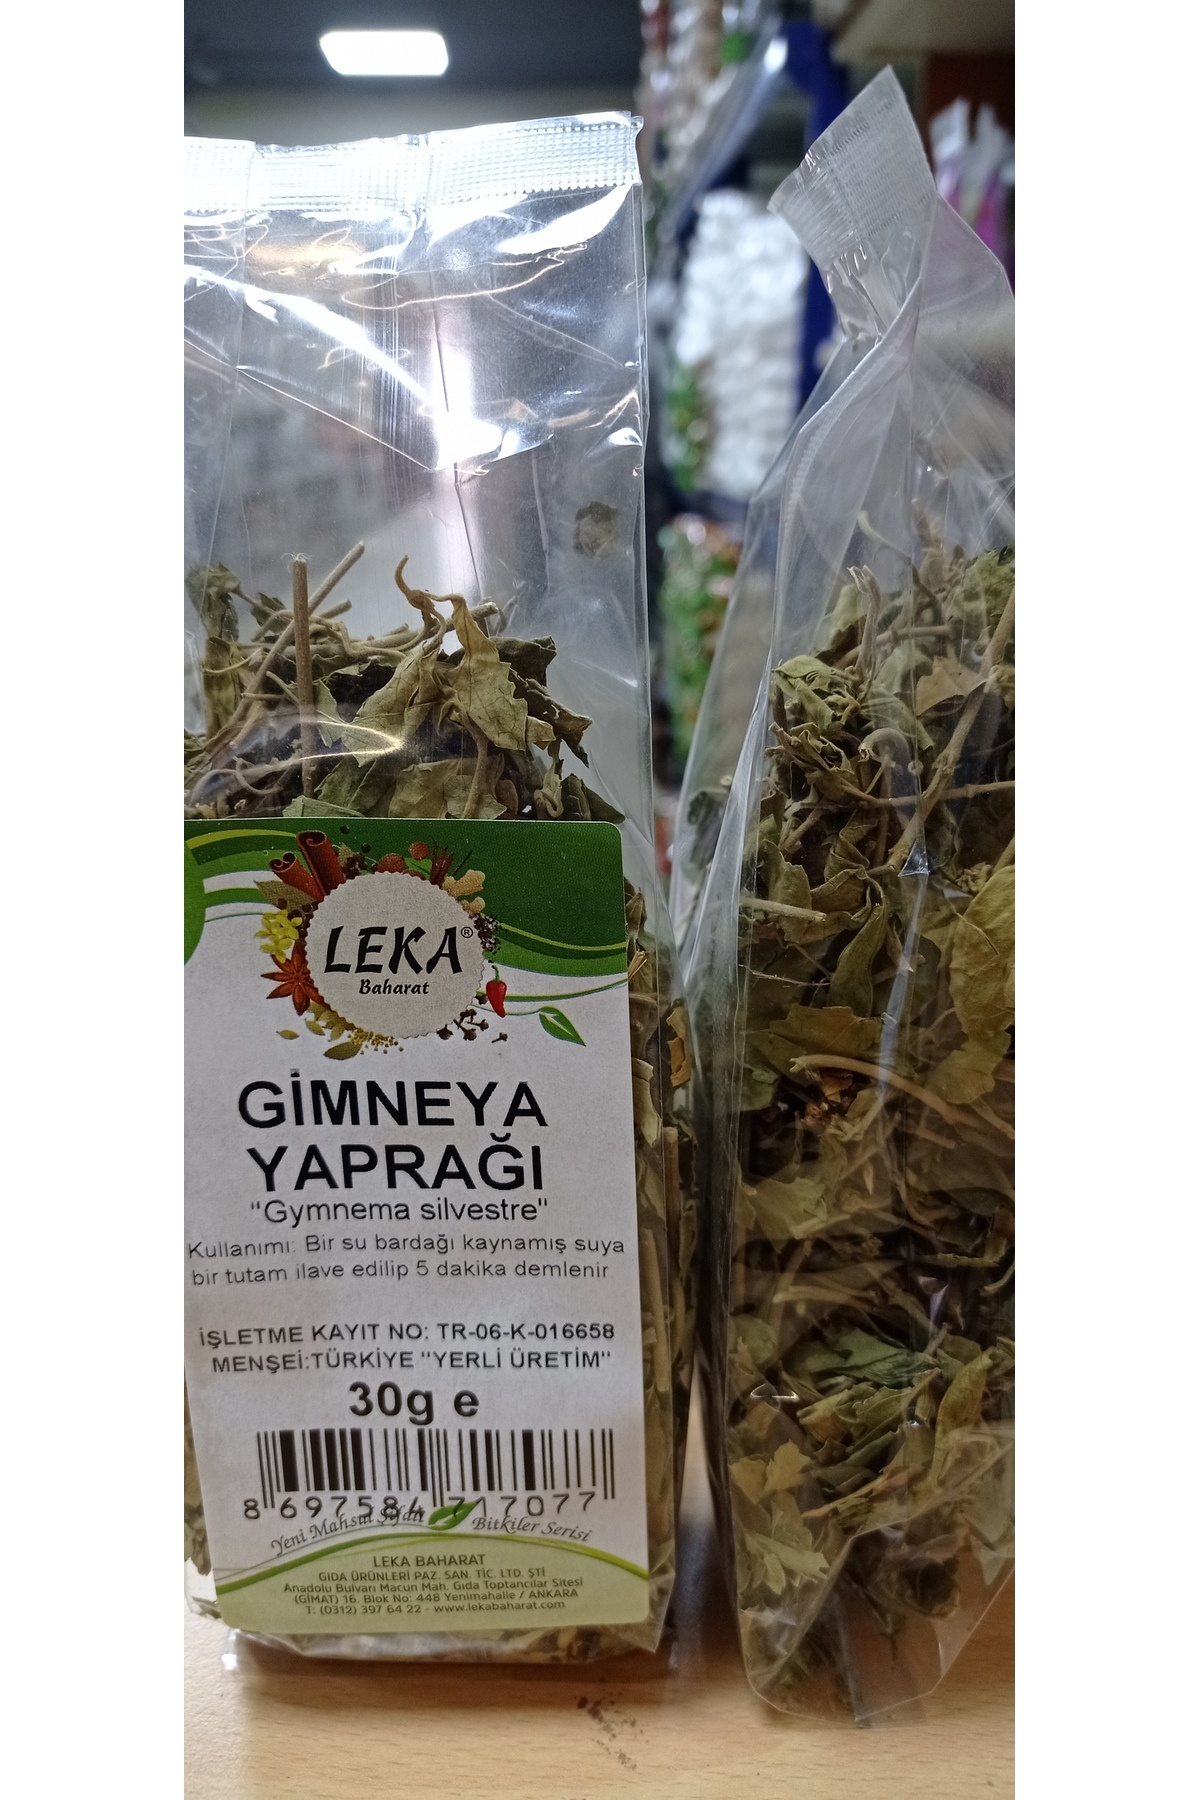 LEKA®
Baharat
GİMNEYA
YAPRAĞI
"Gymnema silvestre"
Kullanımı: Bir su bardağı kaynamış suya
bir tutam ilave edilip 5 dakika demlenir
İŞLETME KAYIT NO: TR-06-K-016658
MENŞEİ:TÜRKİYE "YERLİ ÜRETİM"
30g e
8 697584 717077
Yeni Mahsul Şifalı Bitkiler Serisi
LEKA BAHARAT
GIDA ÜRÜNLERİ PAZ. SAN. TİC. LTD. ŞTİ
Anadolu Bulvarı Macun Mah. Gıda Toptancılar Sitesi
(GİMAT) 16. Blok No: 448 Yenimahalle / ANKARA
T: (0312) 397 64 22 - www.lekabaharat.com